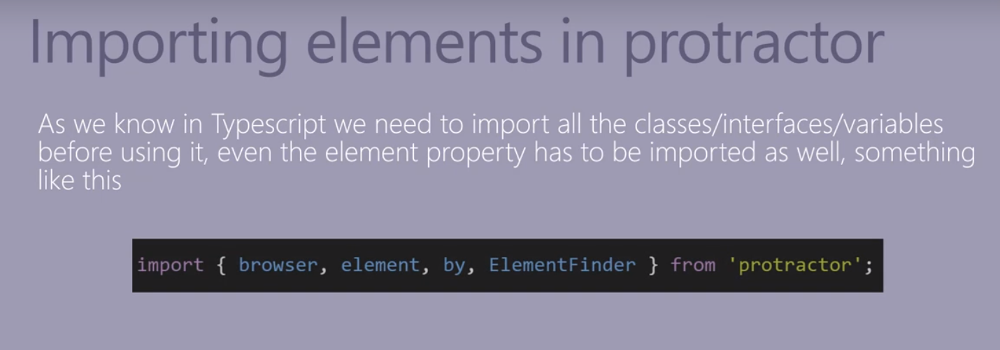 Importing elements in protractor
As we know in Typescript we need to import all the classes/interfaces/variables
before using it, even the element property has to be imported as well, something
like this
import { browser, element, by, ElementFinder } from 'protractor';